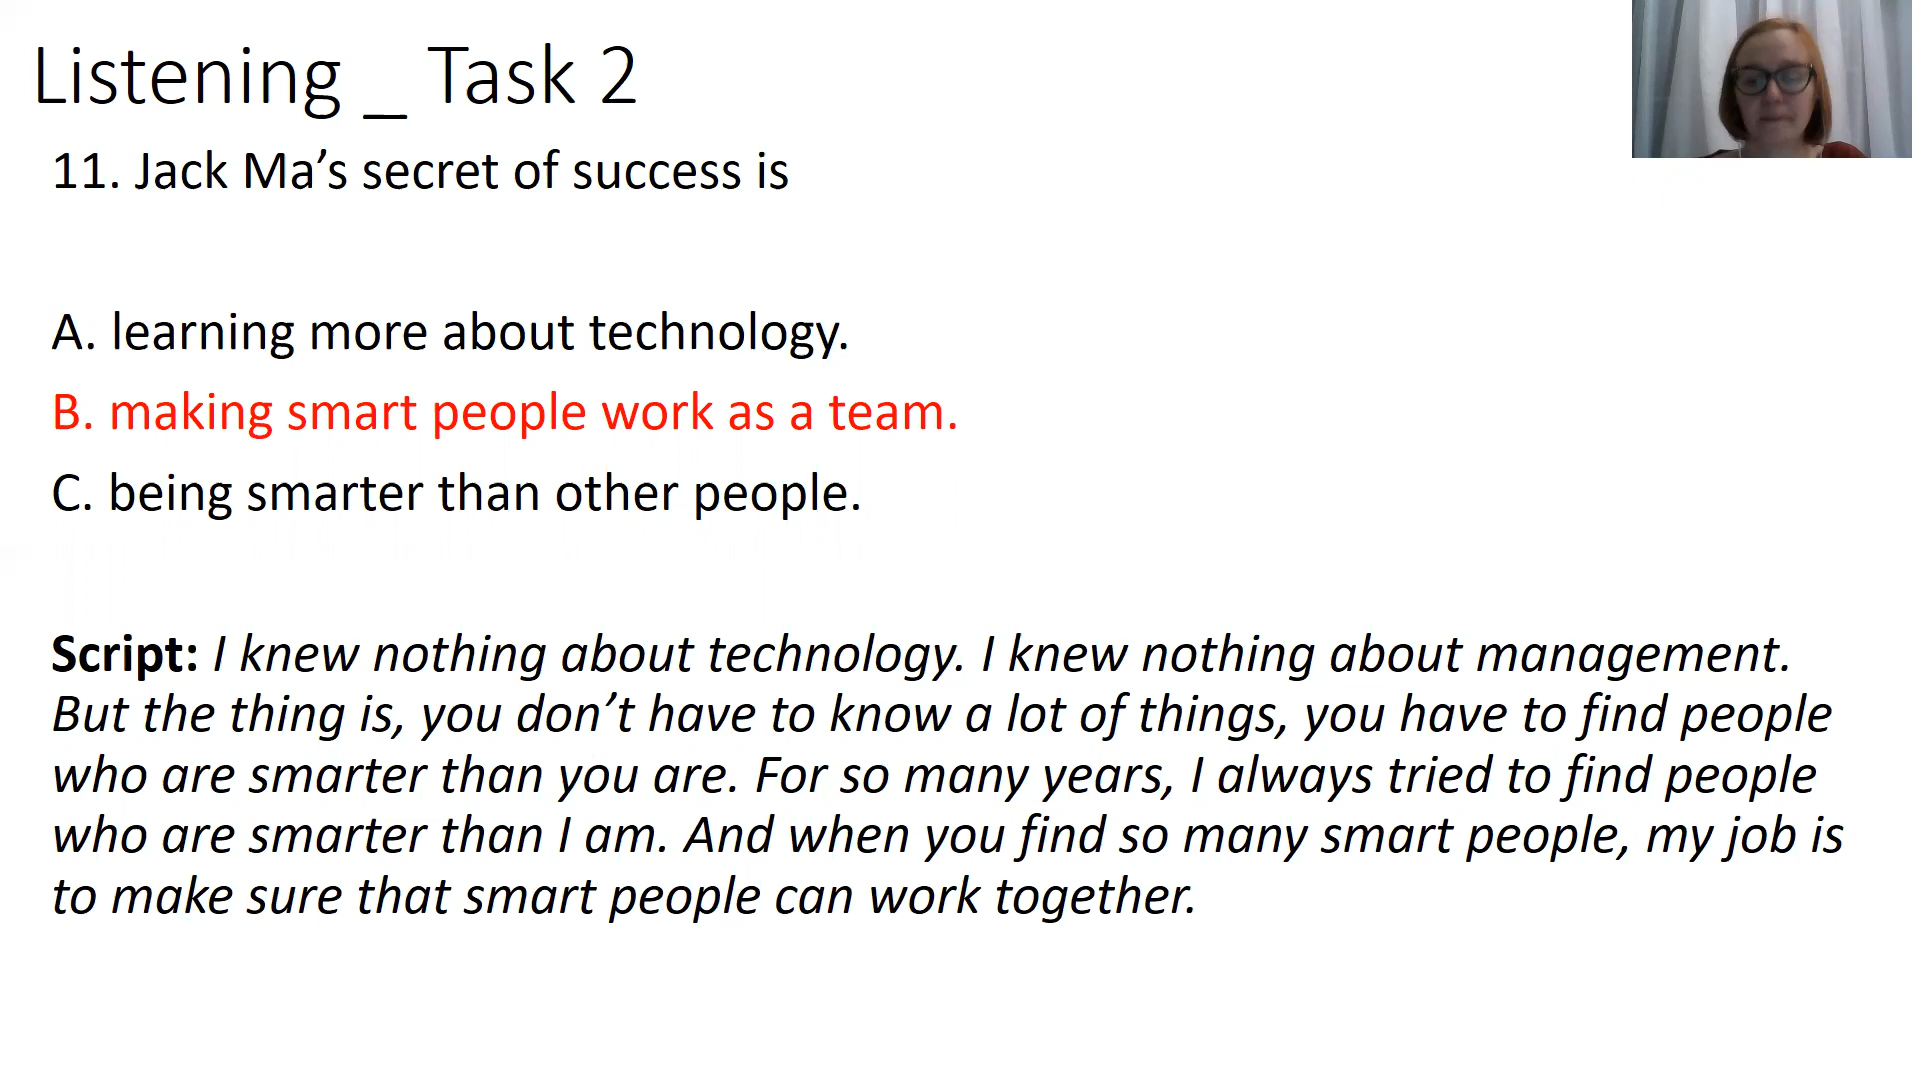 Listening _ Task 2
11. Jack Ma’s secret of success is
A. learning more about technology.
B. making smart people work as a team.
C. being smarter than other people.
Script: I knew nothing about technology. I knew nothing about management.
But the thing is, you don’t have to know a lot of things, you have to find people
who are smarter than you are. For so many years, I always tried to find people
who are smarter than I am. And when you find so many smart people, my job is
to make sure that smart people can work together.